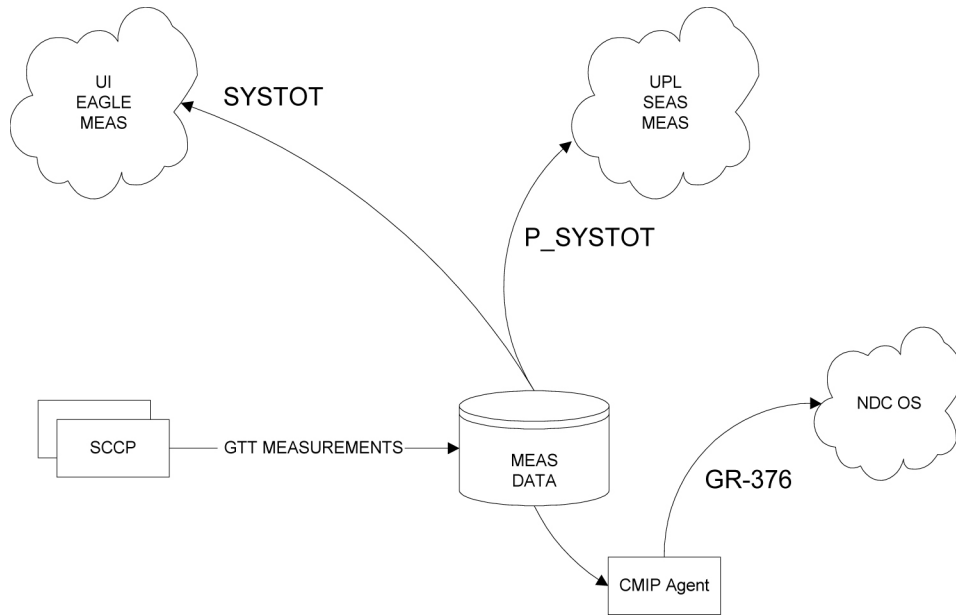 UI
EAGLE
MEAS
SYSTOT
UPL
SEAS
MEAS
P_SYSTOT
NDC OS
SCCP
GTT MEASUREMENTS
MEAS
DATA
GR-376
CMIP Agent